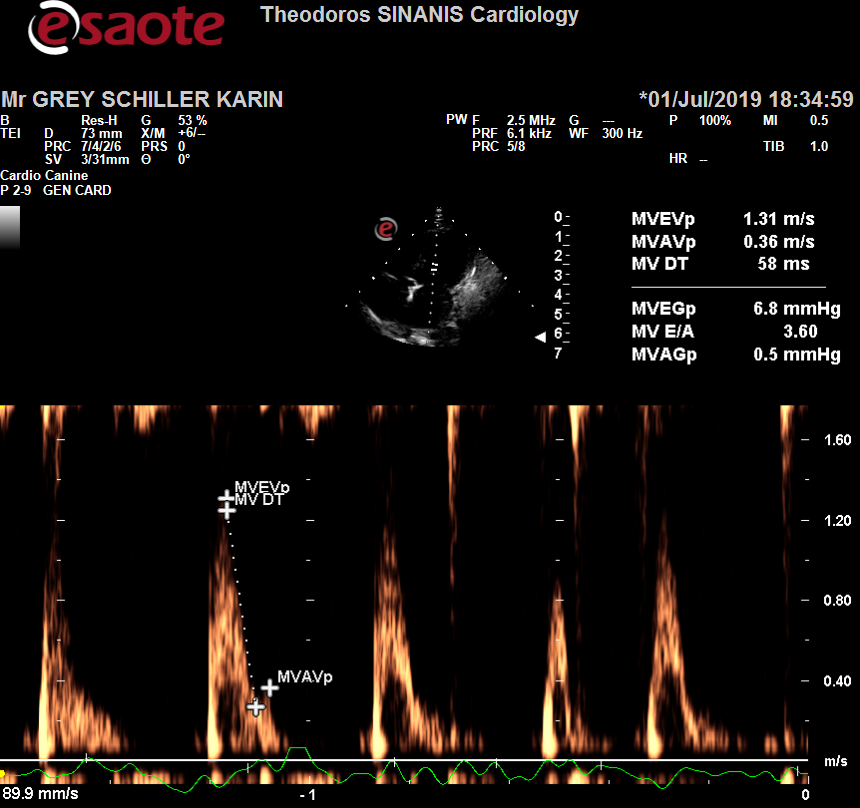 esaote
Theodoros SINANIS Cardiology
Mr GREY SCHILLER KARIN
*01/Jul/2019 18:34:59
B Res-H G 53 %
TEI D 73 mm X/M +6/--
PRC 7/4/2/6 PRS 0
SV 3/31mm Θ 0°
Cardio Canine
P 2-9 GEN CARD
PW F 2.5 MHz G ---
PRF 6.1 kHz WF 300 Hz
PRC 5/8
P 100% MI 0.5
TIB 1.0
HR --
e
0
1
2
3
4
5
6
7
MVEVp 1.31 m/s
MVAVp 0.36 m/s
MV DT 58 ms
MVEGp 6.8 mmHg
MV E/A 3.60
MVAGp 0.5 mmHg
MVEVp
MV DT
MVAVp
1.60
1.20
0.80
0.40
m/s
89.9 mm/s
-1
0